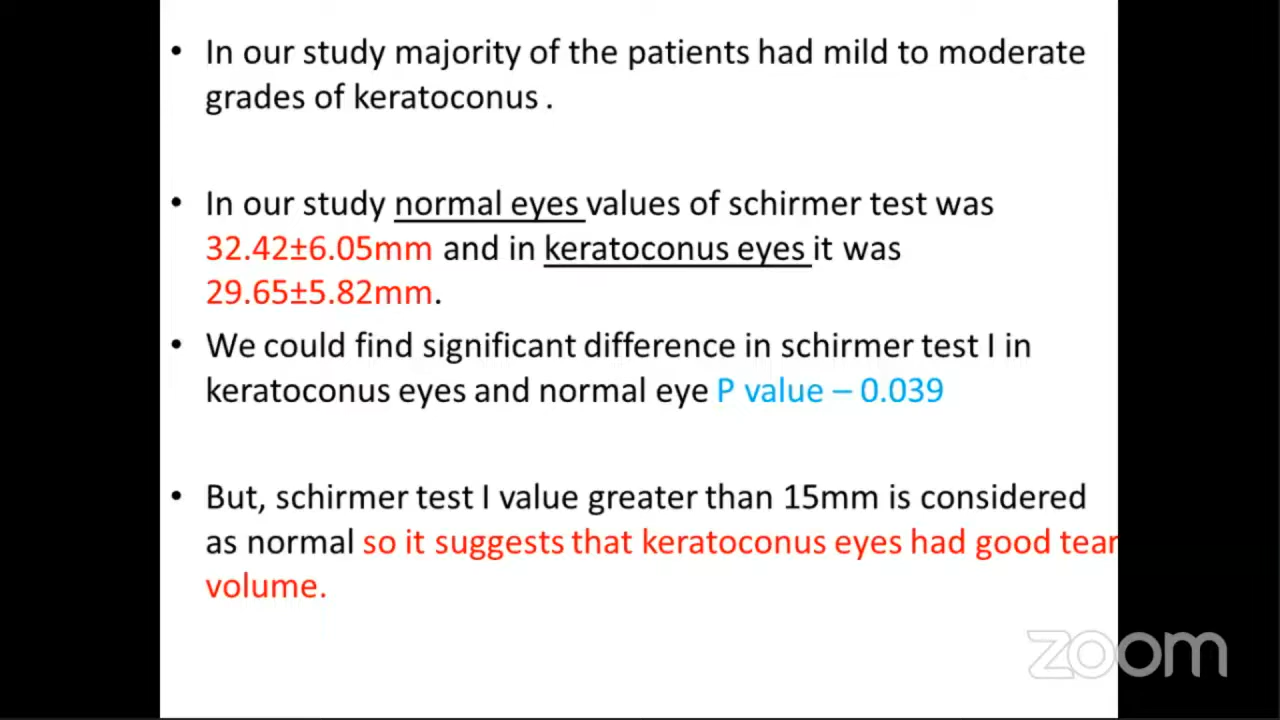 • In our study majority of the patients had mild to moderate
grades of keratoconus .
• In our study normal eyes values of schirmer test was
32.42±6.05mm and in keratoconus eyes it was
29.65±5.82mm.
• We could find significant difference in schirmer test I in
keratoconus eyes and normal eye P value – 0.039
• But, schirmer test I value greater than 15mm is considered
as normal so it suggests that keratoconus eyes had good tear
volume.
zoom